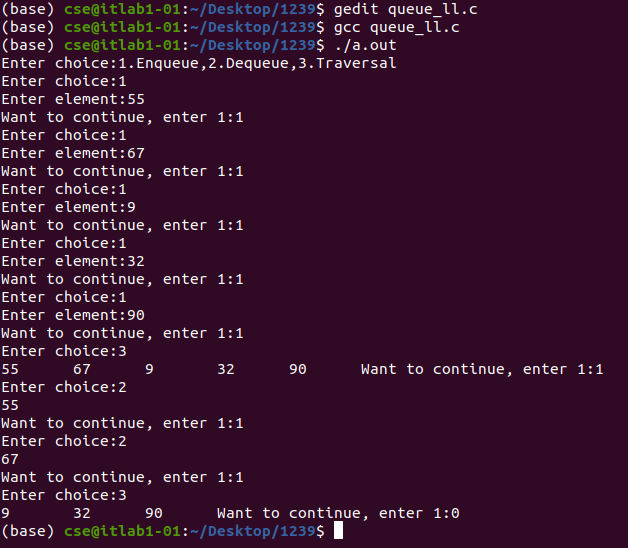 (base) cse@itlab1-01:~/Desktop/1239$ gedit queue_ll.c
(base) cse@itlab1-01:~/Desktop/1239$ gcc queue_ll.c
(base) cse@itlab1-01:~/Desktop/1239$ ./a.out
Enter choice:1.Enqueue,2.Dequeue,3.Traversal
Enter choice:1
Enter element:55
Want to continue, enter 1:1
Enter choice:1
Enter element:67
Want to continue, enter 1:1
Enter choice:1
Enter element:9
Want to continue, enter 1:1
Enter choice:1
Enter element:32
Want to continue, enter 1:1
Enter choice:1
Enter element:90
Want to continue, enter 1:1
Enter choice:3
55      67      9       32      90      Want to continue, enter 1:1
Enter choice:2
55
Want to continue, enter 1:1
Enter choice:2
67
Want to continue, enter 1:1
Enter choice:3
9       32      90      Want to continue, enter 1:0
(base) cse@itlab1-01:~/Desktop/1239$